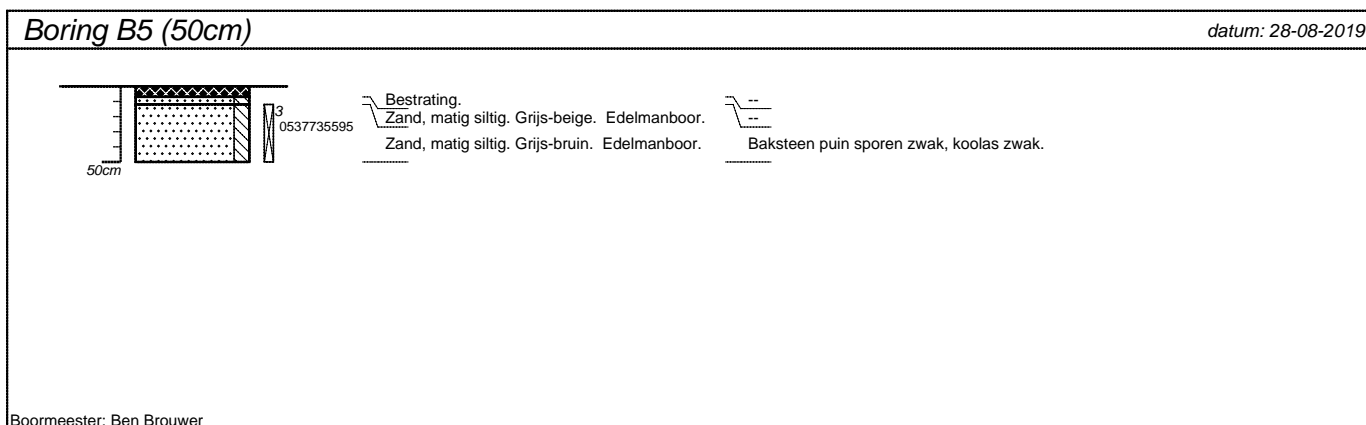 Boring B5 (50cm)
datum: 28-08-2019
Bestrating. --
3 Zand, matig siltig. Grijs-beige. Edelmanboor. --
0537735595
Zand, matig siltig. Grijs-bruin. Edelmanboor. Baksteen puin sporen zwak, koolas zwak.
50cm
Boormeester: Ben Brouwer